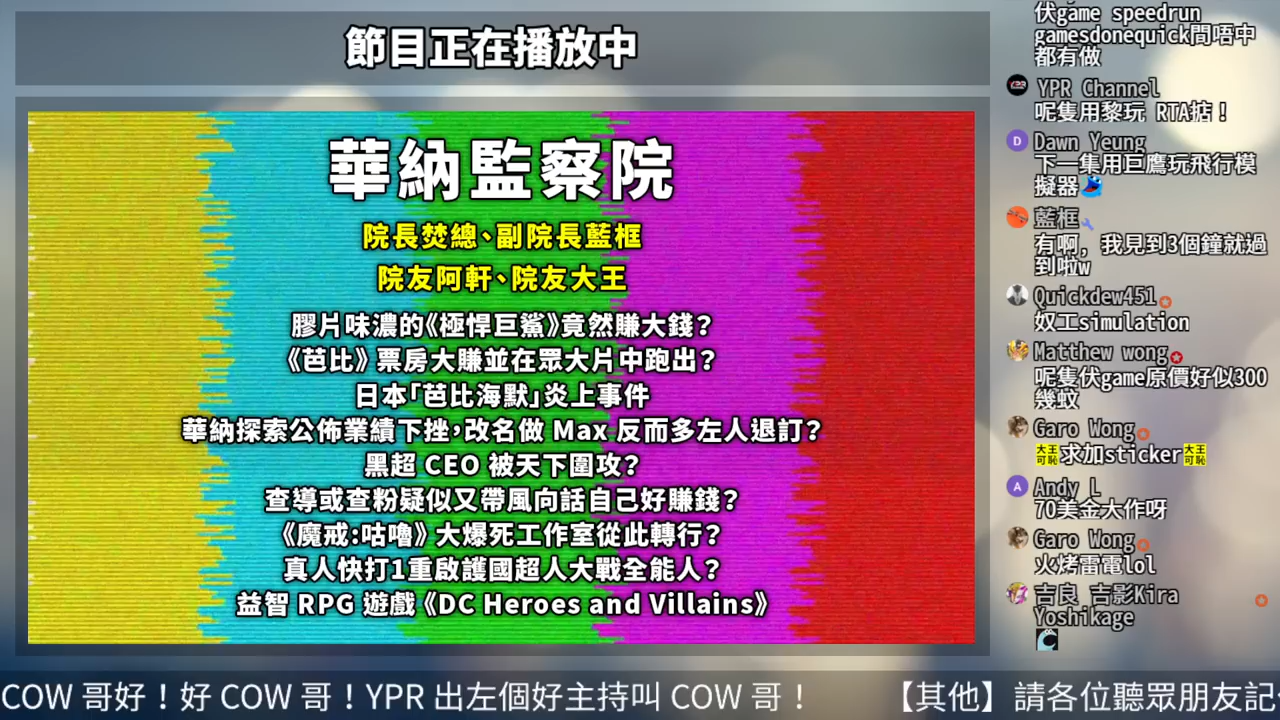 節目正在播放中
華納監察院
院長焚總、副院長藍框
院友阿軒、院友大王
膠片味濃的《極悍巨鯊》竟然賺大錢？
《芭比》票房大賺並在眾大片中跑出？
日本「芭比海默」炎上事件
華納探索公佈業績下挫，改名做 Max 反而多左人退訂？
黑超 CEO 被天下圍攻？
查導或查粉疑似又帶風向話自己好賺錢？
《魔戒:咕嚕》大爆死工作室從此轉行？
真人快打1重啟護國超人大戰全能人？
益智 RPG 遊戲《DC Heroes and Villains》
伏game speedrun
gamesdonequick間唔中
都有做
YPR Channel
呢隻用黎玩 RTA掂！
Dawn Yeung
下一集用巨鷹玩飛行模
擬器
藍框
有啊, 我見到3個鐘就過
到啦w
Quickdew451
奴工simulation
Matthew wong
呢隻伏game原價好似300
幾蚊
Garo Wong
大王可恥求加sticker大王可恥
Andy L
70美金大作呀
Garo Wong
火烤雷電lol
吉良 吉影Kira
Yoshikage
COW 哥好！好 COW 哥！YPR 出左個好主持叫 COW 哥！ 【其他】請各位聽眾朋友記